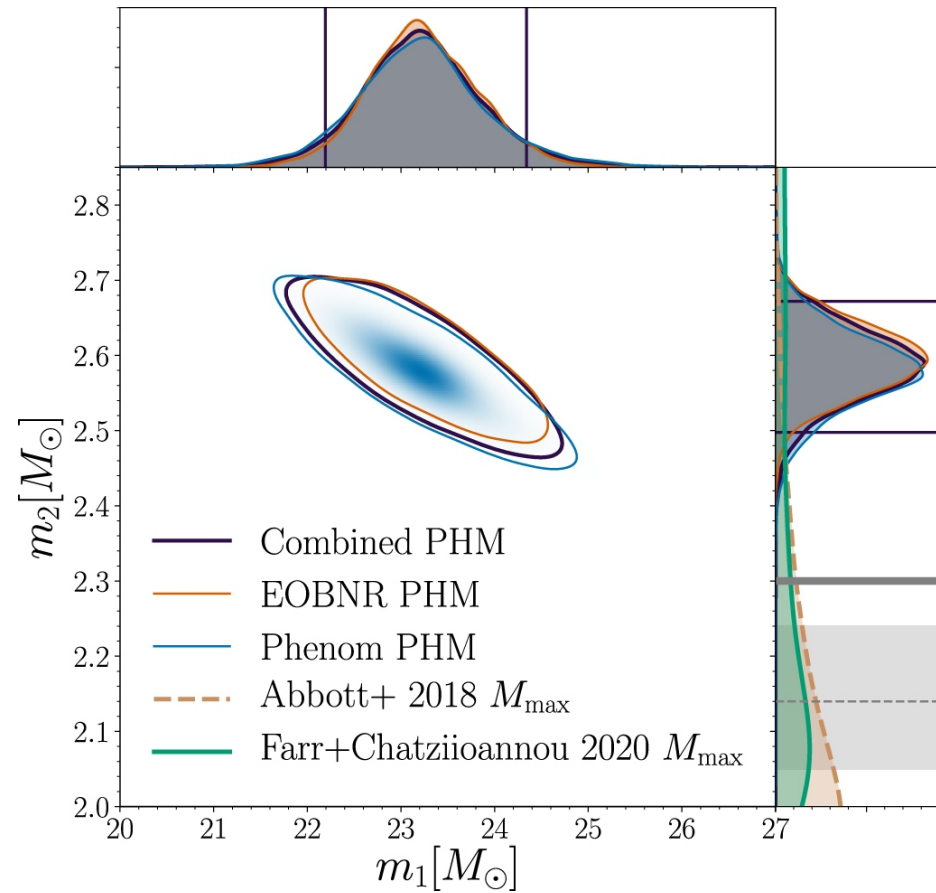 2.8
2.7
2.6
2.5
2.4
2.3
2.2
2.1
2.0
m₂[M⊙]
Combined PHM
EOBNR PHM
Phenom PHM
Abbott+ 2018 Mmax
Farr+Chatziioannou 2020 Mmax
20 21 22 23 24 25 26 27
m₁[M⊙]